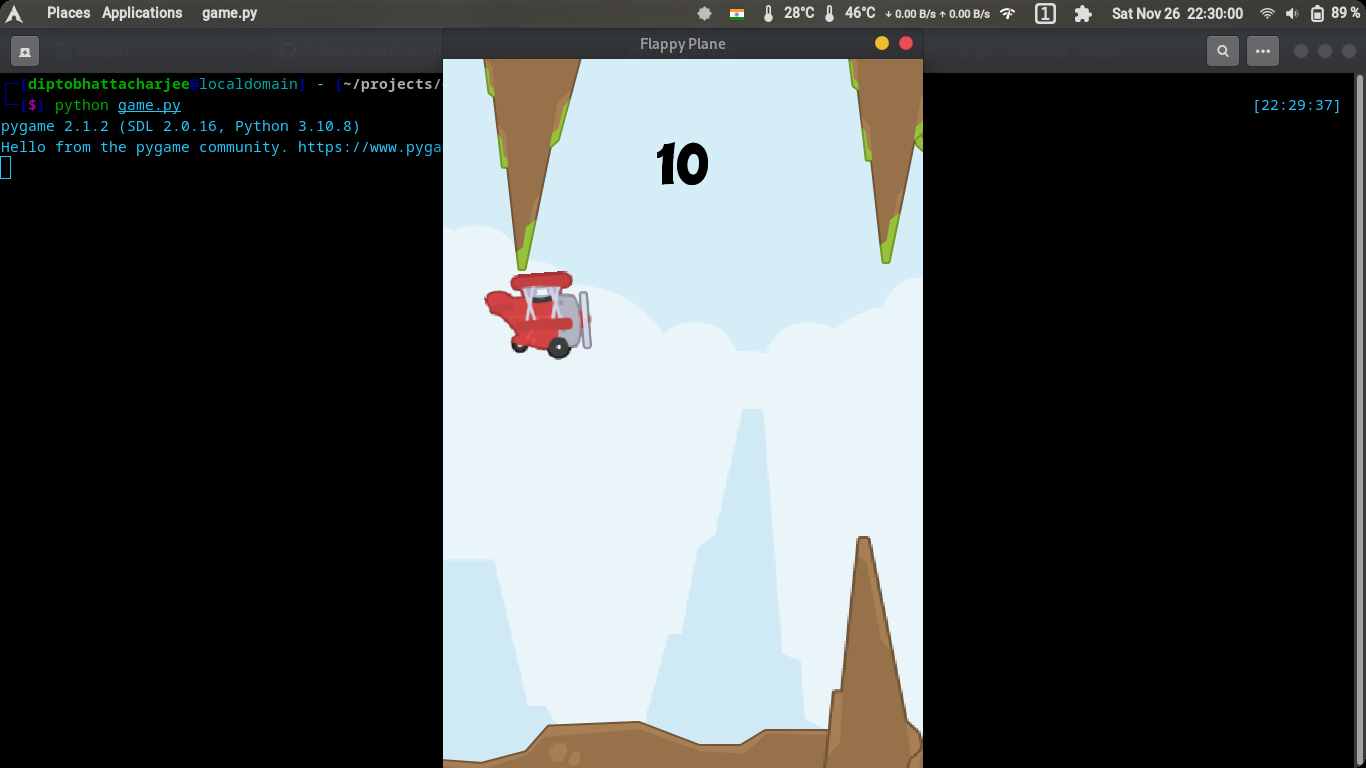 Places Applications game.py 28°C 46°C ↓ 0.00 B/s ↑ 0.00 B/s 1 Sat Nov 26 22:30:00 89 %
Flappy Plane
[diptobhattacharjee@localdomain] - [~/projects/
[$] python game.py [22:29:37]
pygame 2.1.2 (SDL 2.0.16, Python 3.10.8)
Hello from the pygame community. https://www.pyga
10